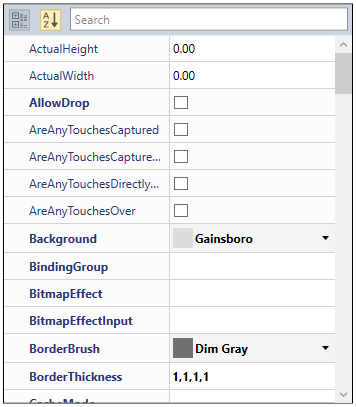 A
Z
Search
ActualHeight 0.00
ActualWidth 0.00
AllowDrop
AreAnyTouchesCaptured
AreAnyTouchesCapture...
AreAnyTouchesDirectly...
AreAnyTouchesOver
Background Gainsboro
BindingGroup
BitmapEffect
BitmapEffectInput
BorderBrush Dim Gray
BorderThickness 1,1,1,1
CacheMode